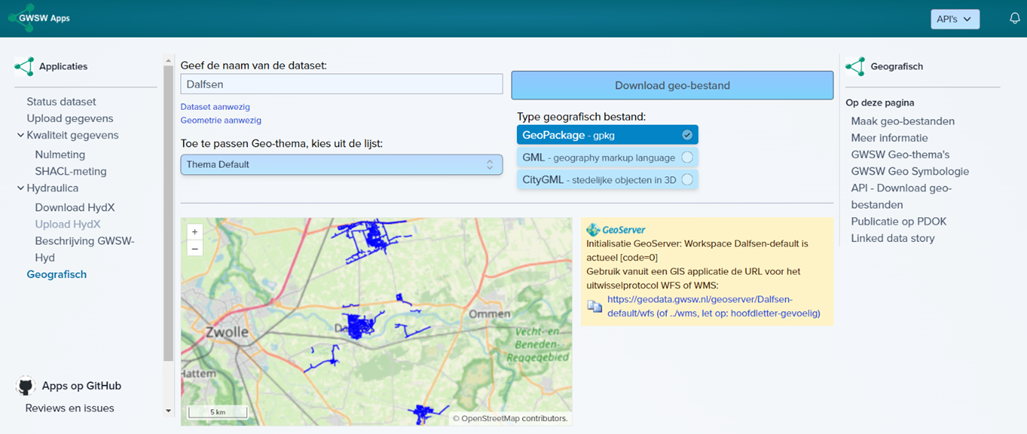 GWSW Apps
API's
Applicaties
Status dataset
Upload gegevens
Kwaliteit gegevens
Nulmeting
SHACL-meting
Hydraulica
Download HydX
Upload HydX
Beschrijving GWSW-
Hyd
Geografisch
Apps op GitHub
Reviews en issues
Geef de naam van de dataset:
Dalfsen
Dataset aanwezig
Geometrie aanwezig
Toe te passen Geo-thema, kies uit de lijst:
Thema Default
Download geo-bestand
Type geografisch bestand:
GeoPackage - gpkg
GML - geography markup language
CityGML - stedelijke objecten in 3D
+
−
Zwolle
Ommen
Vecht- en
Beneden-
Reggegebied
Hattem
5 km
© OpenStreetMap contributors.
GeoServer
Initialisatie GeoServer: Workspace Dalfsen-default is
actueel [code=0]
Gebruik vanuit een GIS applicatie de URL voor het
uitwisselprotocol WFS of WMS:
https://geodata.gwsw.nl/geoserver/Dalfsen-
default/wfs (of ../wms, let op: hoofdletter-gevoelig)
Geografisch
Op deze pagina
Maak geo-bestanden
Meer informatie
GWSW Geo-thema's
GWSW Geo Symbologie
API - Download geo-
bestanden
Publicatie op PDOK
Linked data story